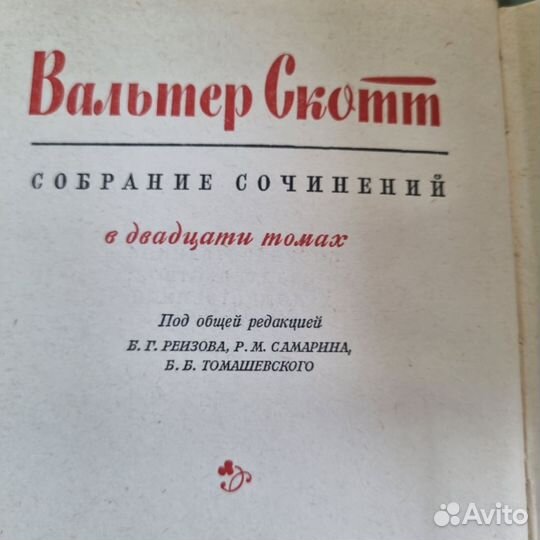 Вальтер Скотт
СОБРАНИЕ СОЧИНЕНИЙ
в двадцати томах
Под общей редакцией
Б. Г. РЕИЗОВА, Р. М. САМАРИНА,
Б. Б. ТОМАШЕВСКОГО
Avito